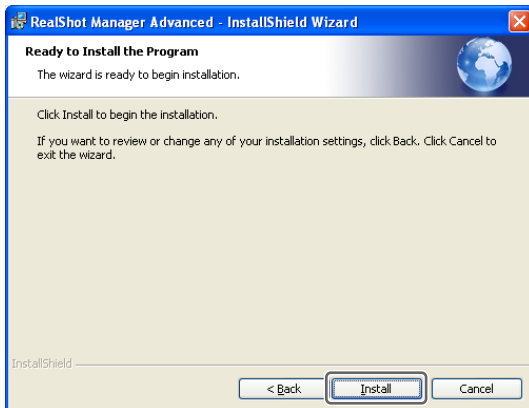 RealShot Manager Advanced - InstallShield Wizard
Ready to Install the Program
The wizard is ready to begin installation.
Click Install to begin the installation.
If you want to review or change any of your installation settings, click Back. Click Cancel to
exit the wizard.
InstallShield
< Back
Install
Cancel